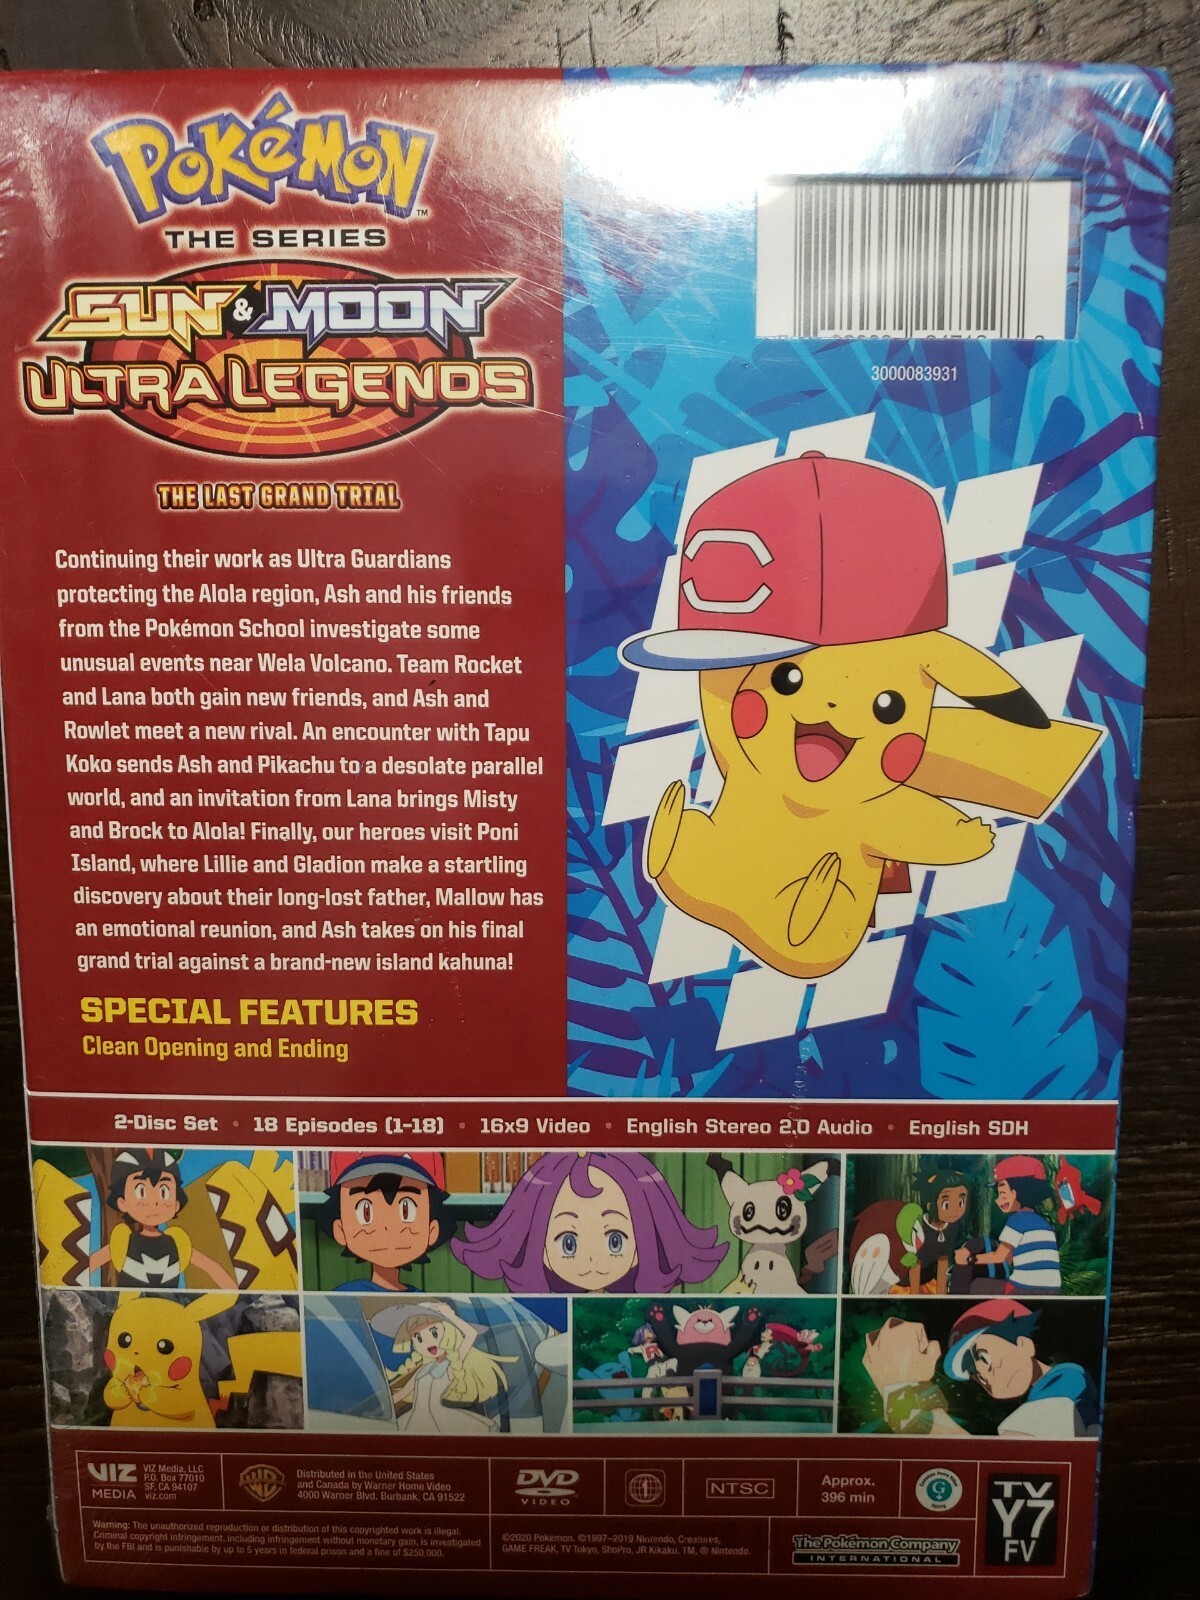 POKéMON™
THE SERIES
SUN & MOON
ULTRA LEGENDS
THE LAST GRAND TRIAL
Continuing their work as Ultra Guardians
protecting the Alola region, Ash and his friends
from the Pokémon School investigate some
unusual events near Wela Volcano. Team Rocket
and Lana both gain new friends, and Ash and
Rowlet meet a new rival. An encounter with Tapu
Koko sends Ash and Pikachu to a desolate parallel
world, and an invitation from Lana brings Misty
and Brock to Alola! Finally, our heroes visit Poni
Island, where Lillie and Gladion make a startling
discovery about their long-lost father, Mallow has
an emotional reunion, and Ash takes on his final
grand trial against a brand-new island kahuna!
SPECIAL FEATURES
Clean Opening and Ending
3000083931
2-Disc Set • 18 Episodes (1-18) • 16x9 Video • English Stereo 2.0 Audio • English SDH
VIZ
MEDIA
VIZ Media, LLC
P.O. Box 77010
SF, CA 94107
viz.com
WB
Distributed in the United States
and Canada by Warner Home Video
4000 Warner Blvd. Burbank, CA 91522
DVD
VIDEO
1
NTSC
Approx.
396 min
G
TV
Y7
FV
Warning: The unauthorized reproduction or distribution of this copyrighted work is illegal.
Criminal copyright infringement, including infringement without monetary gain, is investigated
by the FBI and is punishable by up to 5 years in federal prison and a fine of $250,000.
©2020 Pokémon. ©1997–2019 Nintendo, Creatures,
GAME FREAK, TV Tokyo, ShoPro, JR Kikaku. TM, ® Nintendo.
The Pokémon Company
INTERNATIONAL